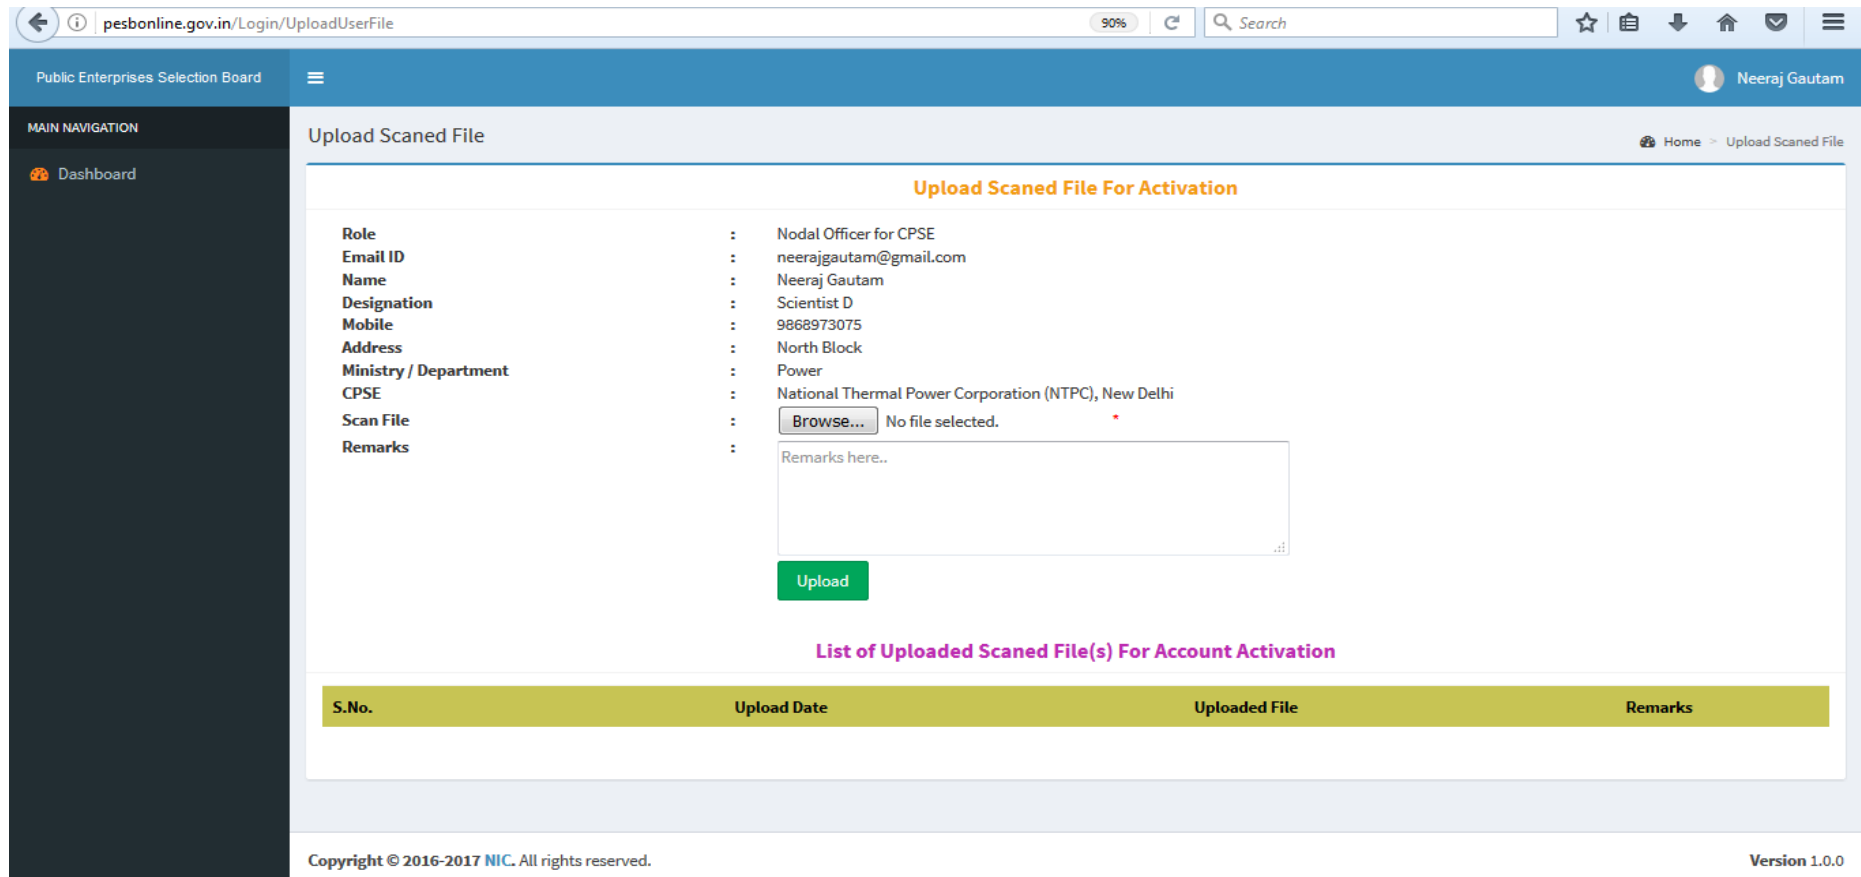 pesbonline.gov.in/Login/UploadUserFile 90% Search
Public Enterprises Selection Board Neeraj Gautam
MAIN NAVIGATION
Dashboard
Upload Scaned File
Home > Upload Scaned File
Upload Scaned File For Activation
Role : Nodal Officer for CPSE
Email ID : neerajgautam@gmail.com
Name : Neeraj Gautam
Designation : Scientist D
Mobile : 9868973075
Address : North Block
Ministry / Department : Power
CPSE : National Thermal Power Corporation (NTPC), New Delhi
Scan File : Browse... No file selected. *
Remarks : Remarks here..
Upload
List of Uploaded Scaned File(s) For Account Activation
S.No. Upload Date Uploaded File Remarks
Copyright © 2016-2017 NIC. All rights reserved. Version 1.0.0